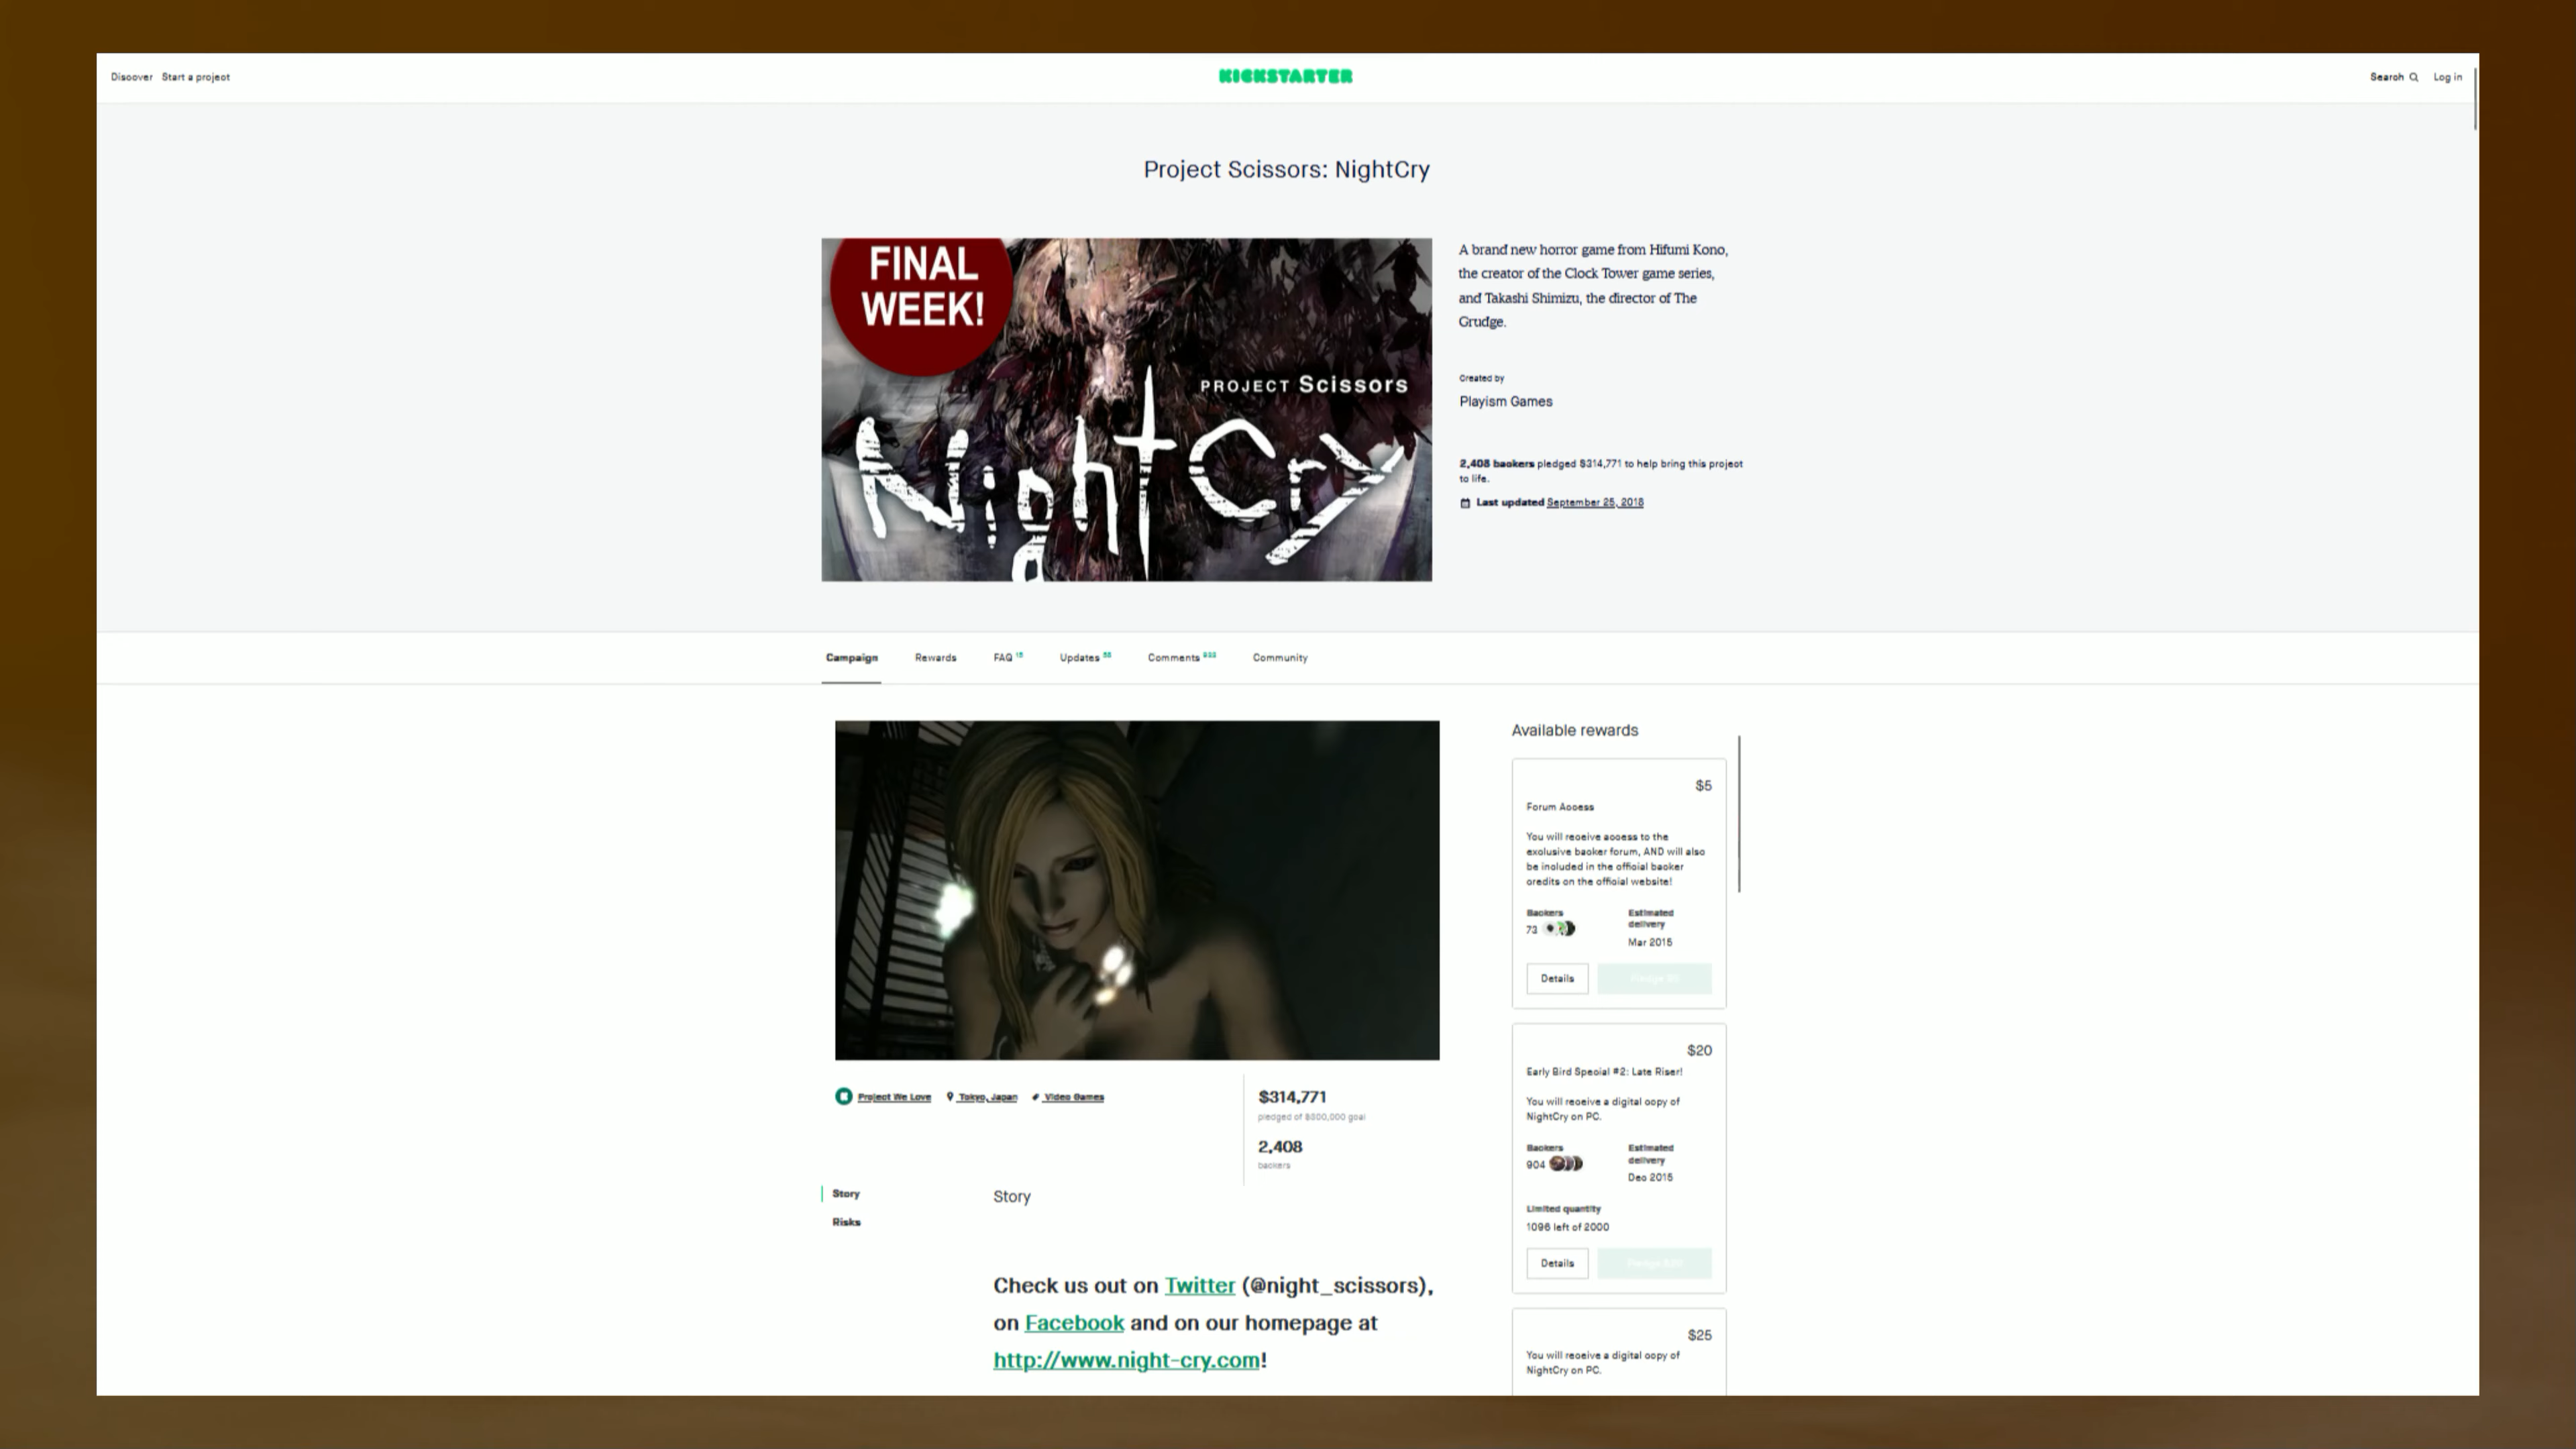 Discover Start a project
KICKSTARTER
Search
Log in
Project Scissors: NightCry
FINAL
WEEK!
PROJECT Scissors
NightCry
A brand new horror game from Hifumi Kono,
the creator of the Clock Tower game series,
and Takashi Shimizu, the director of The
Grudge.
Created by
Playism Games
2,408 backers pledged $314,771 to help bring this project
to life.
Last updated September 25, 2018
Campaign
Rewards
FAQ
Updates
Comments
Community
Available rewards
$5
Forum Access
You will receive access to the
exclusive backer forum, AND will also
be included in the official backer
credits on the official website!
Backers
73
Estimated
delivery
Mar 2015
Details
$20
Early Bird Special #2: Late Riser!
You will receive a digital copy of
NightCry on PC.
Backers
904
Estimated
delivery
Dec 2015
Limited quantity
1096 left of 2000
Details
$25
You will receive a digital copy of
NightCry on PC.
Project We Love
Tokyo, Japan
Video Games
$314,771
pledged of $300,000 goal
2,408
backers
Story
Risks
Story
Check us out on Twitter (@night_scissors),
on Facebook and on our homepage at
http://www.night-cry.com!